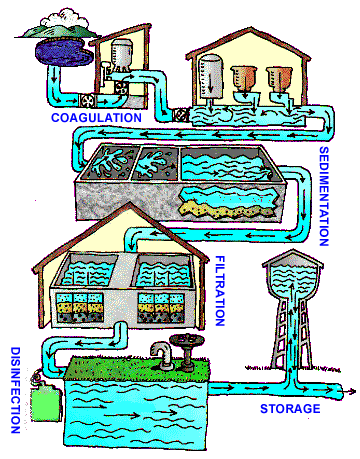 COAGULATION
SEDIMENTATION
FILTRATION
DISINFECTION
STORAGE